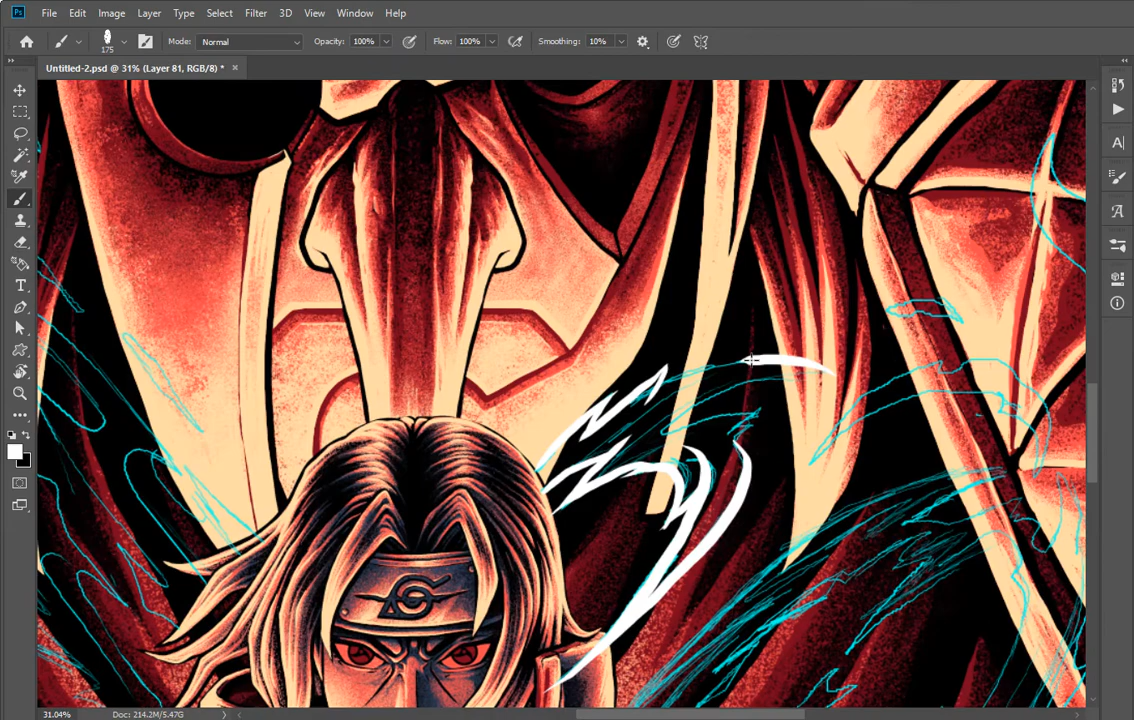 Ps File Edit Image Layer Type Select Filter 3D View Window Help
175 Mode: Normal Opacity: 100% Flow: 100% Smoothing: 10%
Untitled-2.psd @ 31% (Layer 81, RGB/8) * ×
31.04% Doc: 214.2M/5.47G